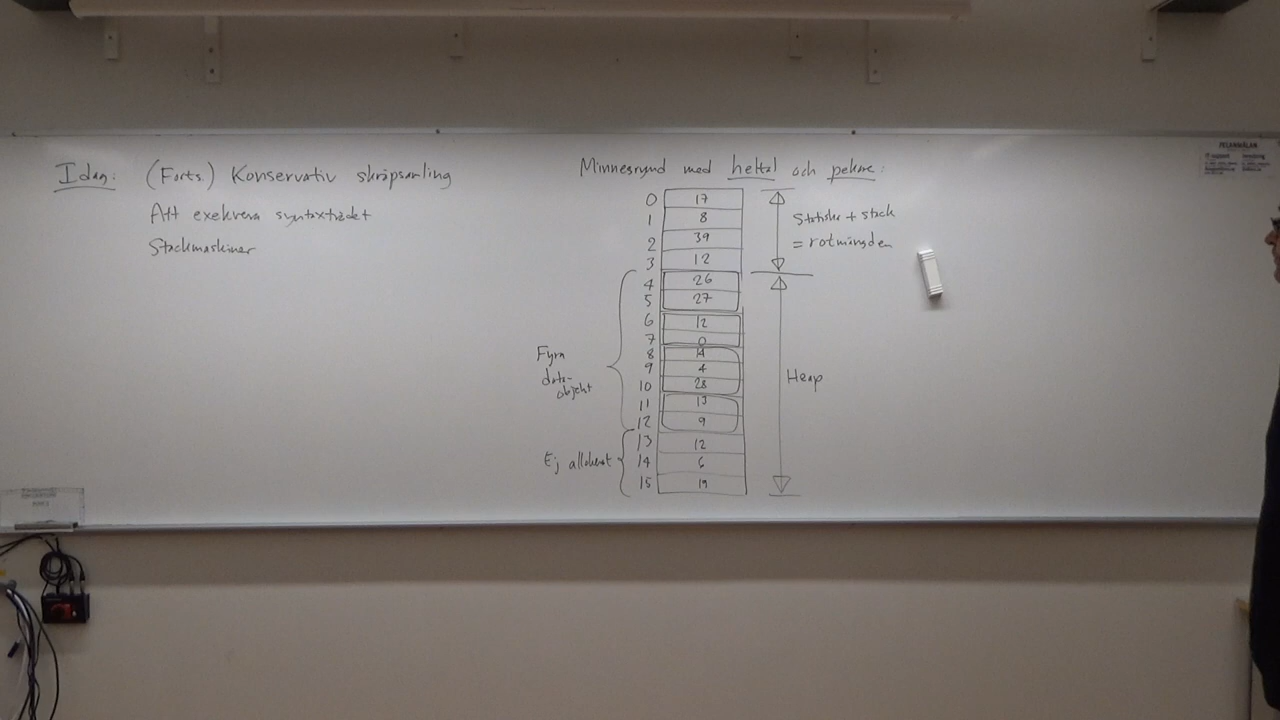 Idag: (Forts.) Konservativ skräpsamling
Att exekvera syntaxträdet
Stackmaskiner
Minnesrymd med heltal och pekare:
0 17
1 8
2 39
3 12
4 26
5 27
6 12
7 0
8 14
9 4
10 28
11 13
12 9
13 12
14 6
15 19
Statiska + stack
= rotmängden
Heap
Fyra
data-
objekt
Ej allokerat
FELANMÄLAN